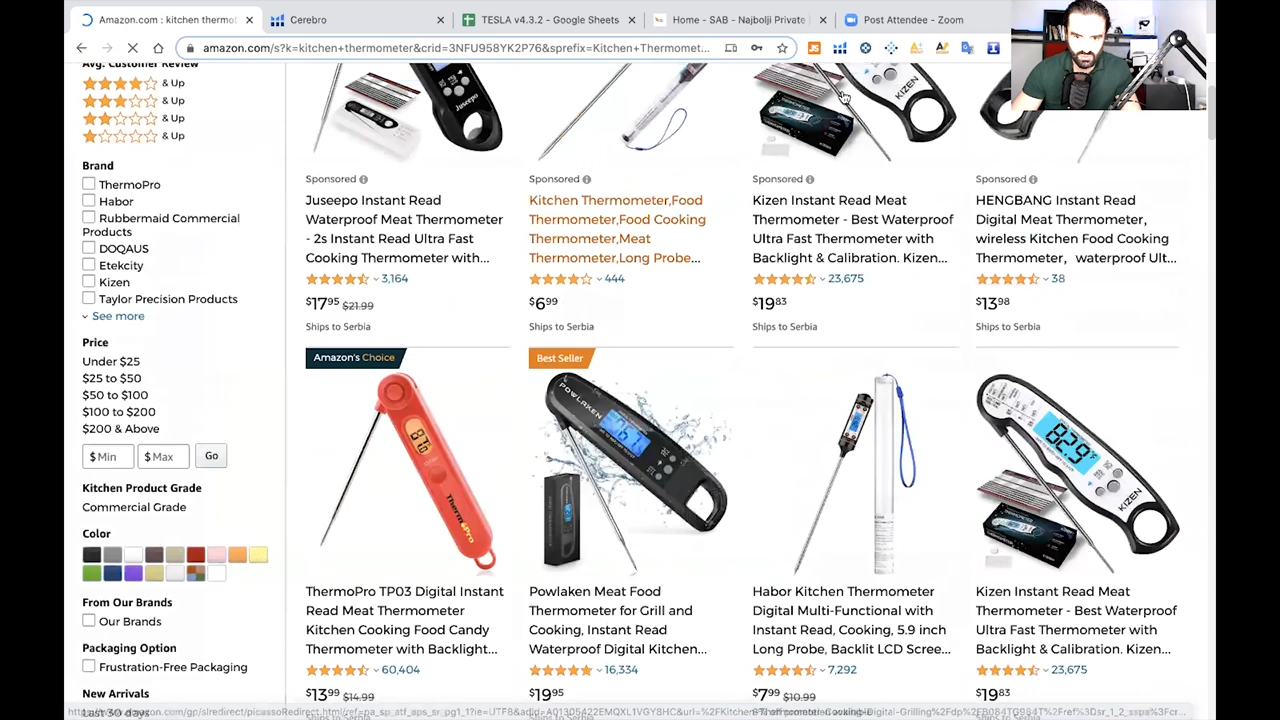 Amazon.com : kitchen thermot
Cerebro
TESLA v4.3.2 - Google Sheets
Home - SAB - Najbolji Private
Post Attendee - Zoom
amazon.com/s?k=kitchen+thermometer&crid=3NFU958YK2P76&sprefix=Kitchen+Thermomet...
Avg. Customer Review
& Up
& Up
& Up
& Up
Brand
ThermoPro
Habor
Rubbermaid Commercial
Products
DOQAUS
Etekcity
Kizen
Taylor Precision Products
See more
Price
Under $25
$25 to $50
$50 to $100
$100 to $200
$200 & Above
$ Min
$ Max
Go
Kitchen Product Grade
Commercial Grade
Color
From Our Brands
Our Brands
Packaging Option
Frustration-Free Packaging
New Arrivals
Last 30 days
Juseepo
KIZEN
Sponsored
Juseepo Instant Read
Waterproof Meat Thermometer
- 2s Instant Read Ultra Fast
Cooking Thermometer with...
3,164
$17.95 $21.99
Ships to Serbia
Sponsored
Kitchen Thermometer,Food
Thermometer,Food Cooking
Thermometer,Meat
Thermometer,Long Probe...
444
$6.99
Ships to Serbia
Sponsored
Kizen Instant Read Meat
Thermometer - Best Waterproof
Ultra Fast Thermometer with
Backlight & Calibration. Kizen...
23,675
$19.83
Ships to Serbia
Sponsored
HENGBANG Instant Read
Digital Meat Thermometer,
wireless Kitchen Food Cooking
Thermometer, waterproof Ult...
38
$13.98
Ships to Serbia
Amazon's Choice
ThermoPro
ThermoPro TP03 Digital Instant
Read Meat Thermometer
Kitchen Cooking Food Candy
Thermometer with Backlight...
60,404
$13.99 $14.99
Best Seller
POWLAKEN
Powlaken Meat Food
Thermometer for Grill and
Cooking, Instant Read
Waterproof Digital Kitchen...
16,334
$19.95
Habor Kitchen Thermometer
Digital Multi-Functional with
Instant Read, Cooking, 5.9 inch
Long Probe, Backlit LCD Scree...
7,292
$7.99 $10.99
82.9
KIZEN
Kizen Instant Read Meat
Thermometer - Best Waterproof
Ultra Fast Thermometer with
Backlight & Calibration. Kizen...
23,675
$19.83